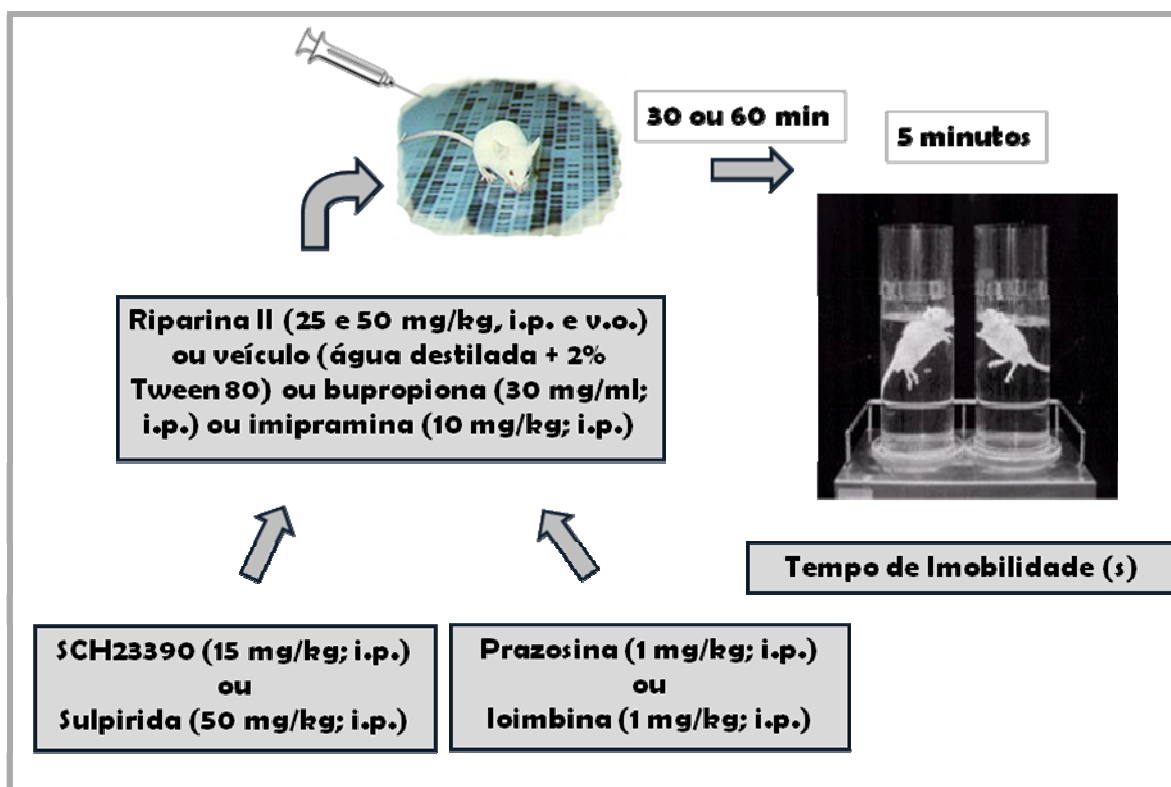 30 ou 60 min
5 minutos
Riparina II (25 e 50 mg/kg, i.p. e v.o.)
ou veículo (água destilada + 2%
Tween 80) ou bupropiona (30 mg/ml;
i.p.) ou imipramina (10 mg/kg; i.p.)
Tempo de Imobilidade (s)
SCH23390 (15 mg/kg; i.p.)
ou
Sulpirida (50 mg/kg; i.p.)
Prazosina (1 mg/kg; i.p.)
ou
Ioimbina (1 mg/kg; i.p.)